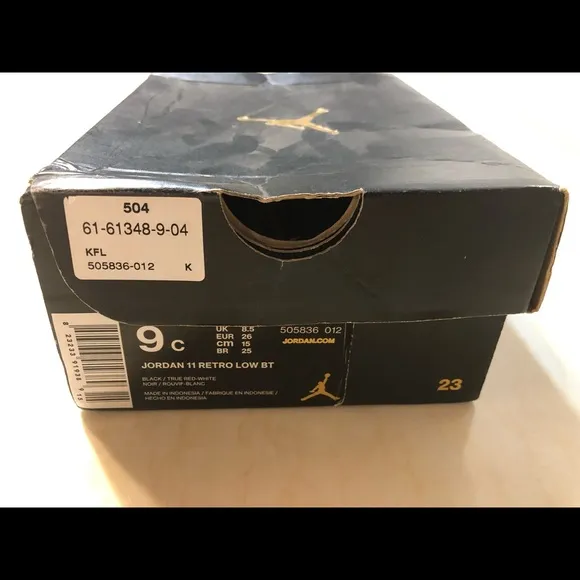 504
61-61348-9-04
KFL
505836-012 K
9 C
UK 8.5
EUR 26
cm 15
BR 25
505836 012
JORDAN.COM
JORDAN 11 RETRO LOW BT
BLACK / TRUE RED-WHITE
NOIR / ROUVIF-BLANC
MADE IN INDONESIA / FABRIQUE EN INDONESIE /
HECHO EN INDONESIA
23